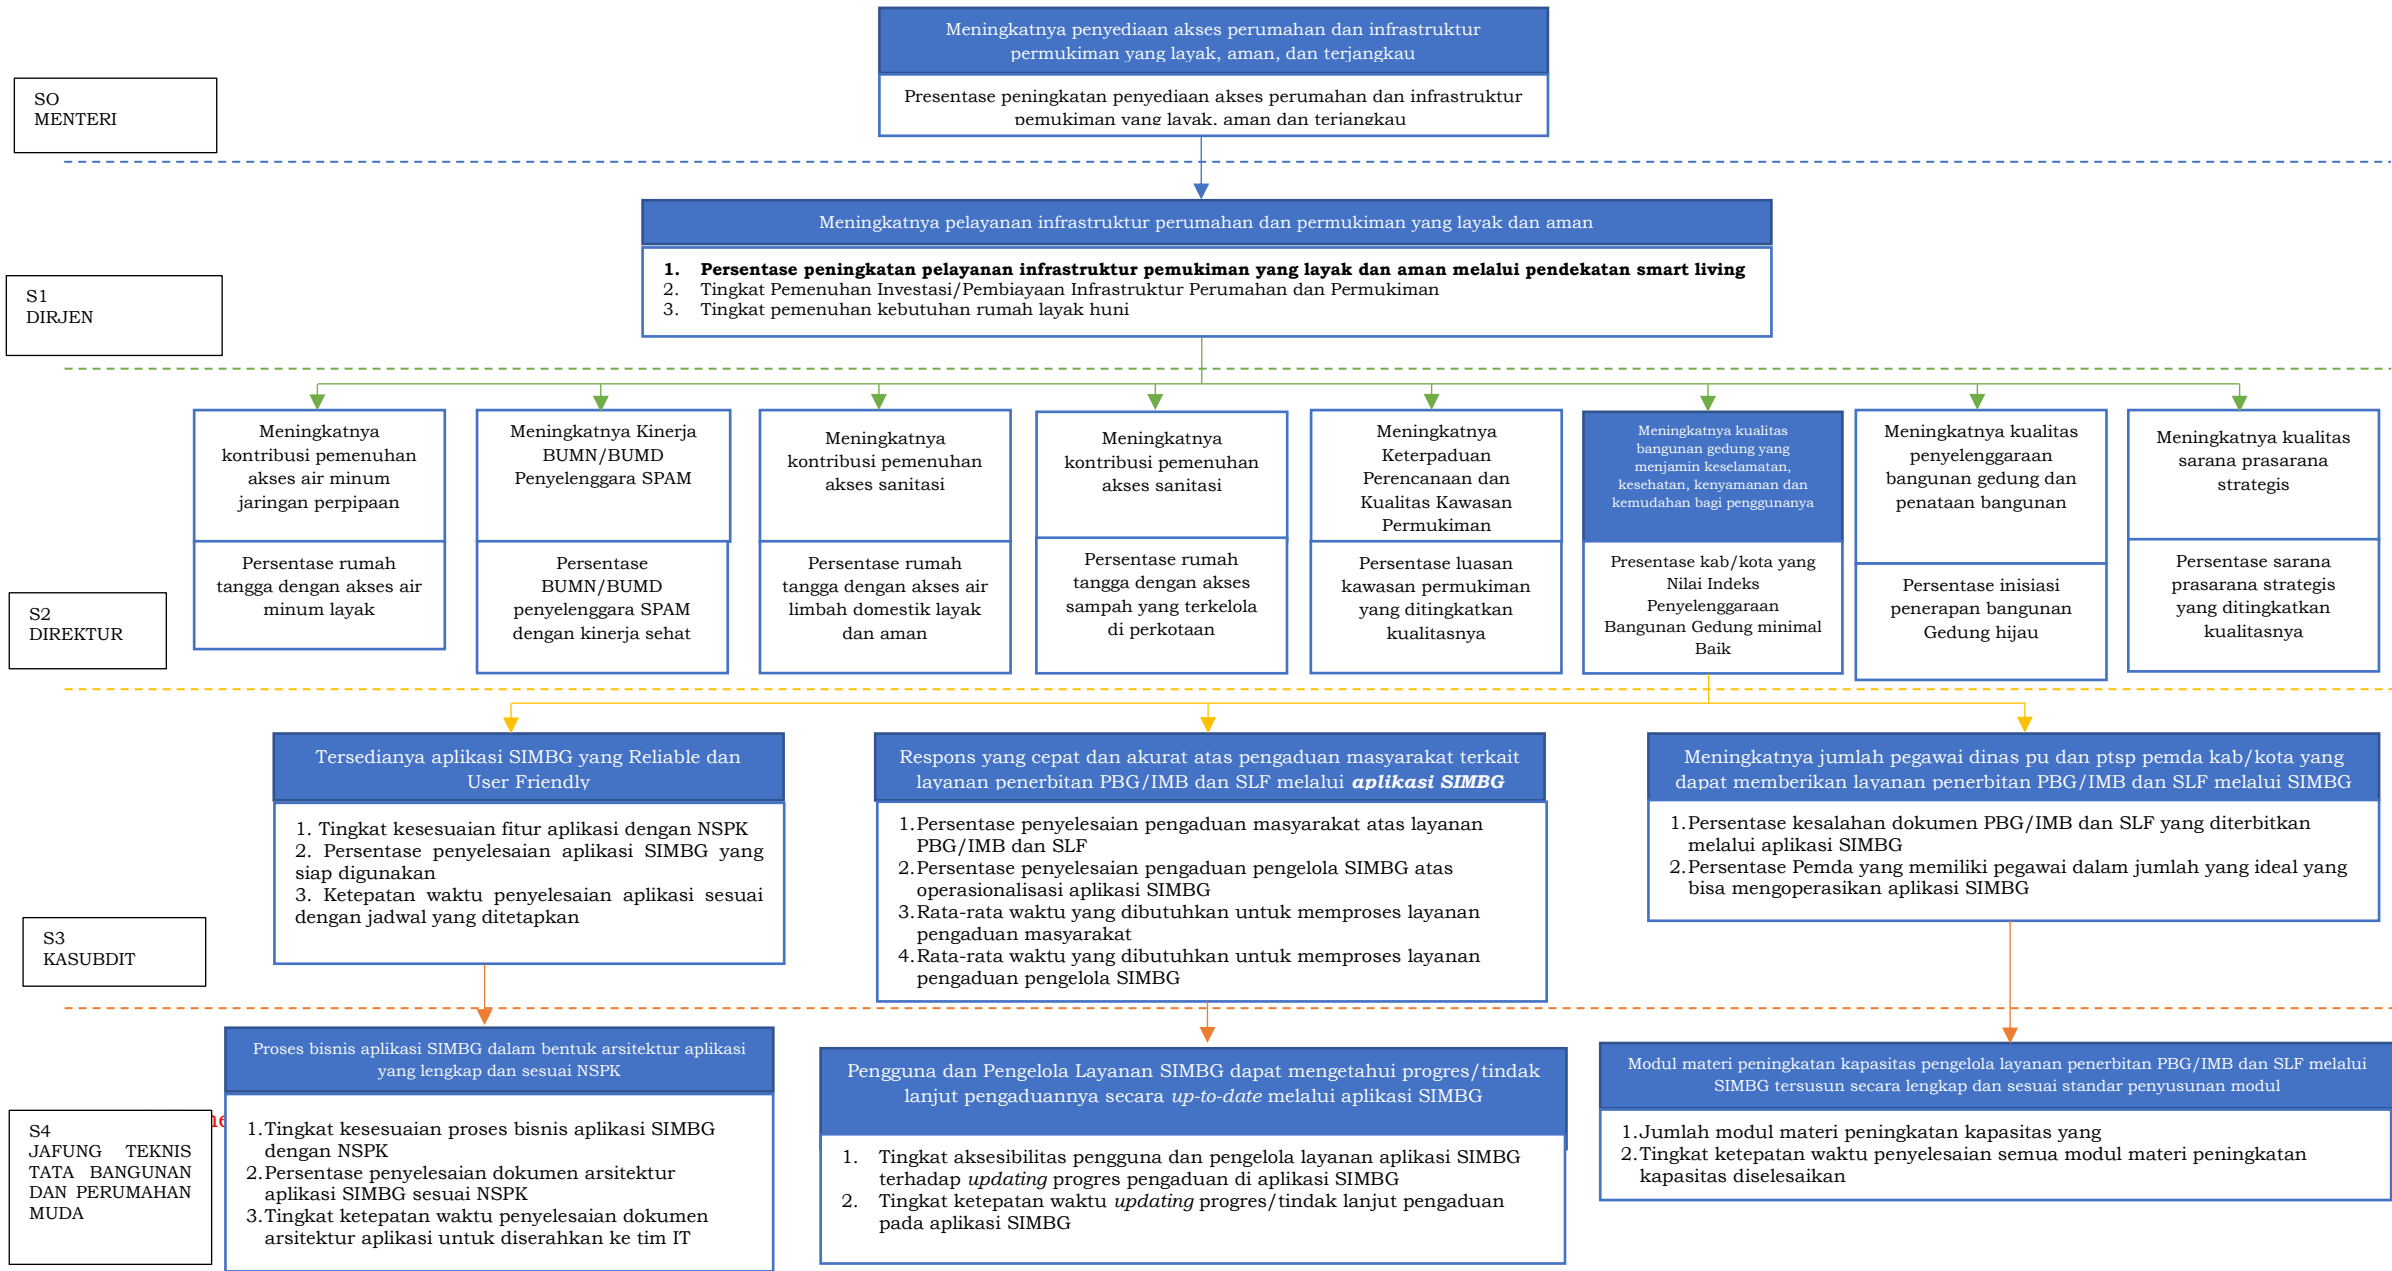 Meningkatnya penyediaan akses perumahan dan infrastruktur
permukiman yang layak, aman, dan terjangkau
Presentase peningkatan penyediaan akses perumahan dan infrastruktur
pemukiman yang layak, aman dan terjangkau
SO
MENTERI
Meningkatnya pelayanan infrastruktur perumahan dan permukiman yang layak dan aman
1. Persentase peningkatan pelayanan infrastruktur pemukiman yang layak dan aman melalui pendekatan smart living
2. Tingkat Pemenuhan Investasi/Pembiayaan Infrastruktur Perumahan dan Permukiman
3. Tingkat pemenuhan kebutuhan rumah layak huni
S1
DIRJEN
Meningkatnya
kontribusi pemenuhan
akses air minum
jaringan perpipaan
Persentase rumah
tangga dengan akses air
minum layak
Meningkatnya Kinerja
BUMN/BUMD
Penyelenggara SPAM
Persentase
BUMN/BUMD
penyelenggara SPAM
dengan kinerja sehat
Meningkatnya
kontribusi pemenuhan
akses sanitasi
Persentase rumah
tangga dengan akses air
limbah domestik layak
dan aman
Meningkatnya
kontribusi pemenuhan
akses sanitasi
Persentase rumah
tangga dengan akses
sampah yang terkelola
di perkotaan
Meningkatnya
Keterpaduan
Perencanaan dan
Kualitas Kawasan
Permukiman
Persentase luasan
kawasan permukiman
yang ditingkatkan
kualitasnya
Meningkatnya kualitas
bangunan gedung yang
menjamin keselamatan,
kesehatan, kenyamanan dan
kemudahan bagi penggunanya
Presentase kab/kota yang
Nilai Indeks
Penyelenggaraan
Bangunan Gedung minimal
Baik
Meningkatnya kualitas
penyelenggaraan
bangunan gedung dan
penataan bangunan
Persentase inisiasi
penerapan bangunan
Gedung hijau
Meningkatnya kualitas
sarana prasarana
strategis
Persentase sarana
prasarana strategis
yang ditingkatkan
kualitasnya
S2
DIREKTUR
Tersedianya aplikasi SIMBG yang Reliable dan
User Friendly
1. Tingkat kesesuaian fitur aplikasi dengan NSPK
2. Persentase penyelesaian aplikasi SIMBG yang
siap digunakan
3. Ketepatan waktu penyelesaian aplikasi sesuai
dengan jadwal yang ditetapkan
Respons yang cepat dan akurat atas pengaduan masyarakat terkait
layanan penerbitan PBG/IMB dan SLF melalui aplikasi SIMBG
1.Persentase penyelesaian pengaduan masyarakat atas layanan
PBG/IMB dan SLF
2.Persentase penyelesaian pengaduan pengelola SIMBG atas
operasionalisasi aplikasi SIMBG
3.Rata-rata waktu yang dibutuhkan untuk memproses layanan
pengaduan masyarakat
4.Rata-rata waktu yang dibutuhkan untuk memproses layanan
pengaduan pengelola SIMBG
Meningkatnya jumlah pegawai dinas pu dan ptsp pemda kab/kota yang
dapat memberikan layanan penerbitan PBG/IMB dan SLF melalui SIMBG
1.Persentase kesalahan dokumen PBG/IMB dan SLF yang diterbitkan
melalui aplikasi SIMBG
2.Persentase Pemda yang memiliki pegawai dalam jumlah yang ideal yang
bisa mengoperasikan aplikasi SIMBG
S3
KASUBDIT
Proses bisnis aplikasi SIMBG dalam bentuk arsitektur aplikasi
yang lengkap dan sesuai NSPK
1.Tingkat kesesuaian proses bisnis aplikasi SIMBG
dengan NSPK
2.Persentase penyelesaian dokumen arsitektur
aplikasi SIMBG sesuai NSPK
3.Tingkat ketepatan waktu penyelesaian dokumen
arsitektur aplikasi untuk diserahkan ke tim IT
Pengguna dan Pengelola Layanan SIMBG dapat mengetahui progres/tindak
lanjut pengaduannya secara up-to-date melalui aplikasi SIMBG
1. Tingkat aksesibilitas pengguna dan pengelola layanan aplikasi SIMBG
terhadap updating progres pengaduan di aplikasi SIMBG
2. Tingkat ketepatan waktu updating progres/tindak lanjut pengaduan
pada aplikasi SIMBG
Modul materi peningkatan kapasitas pengelola layanan penerbitan PBG/IMB dan SLF melalui
SIMBG tersusun secara lengkap dan sesuai standar penyusunan modul
1.Jumlah modul materi peningkatan kapasitas yang
2.Tingkat ketepatan waktu penyelesaian semua modul materi peningkatan
kapasitas diselesaikan
S4
JAFUNG TEKNIS
TATA BANGUNAN
DAN PERUMAHAN
MUDA